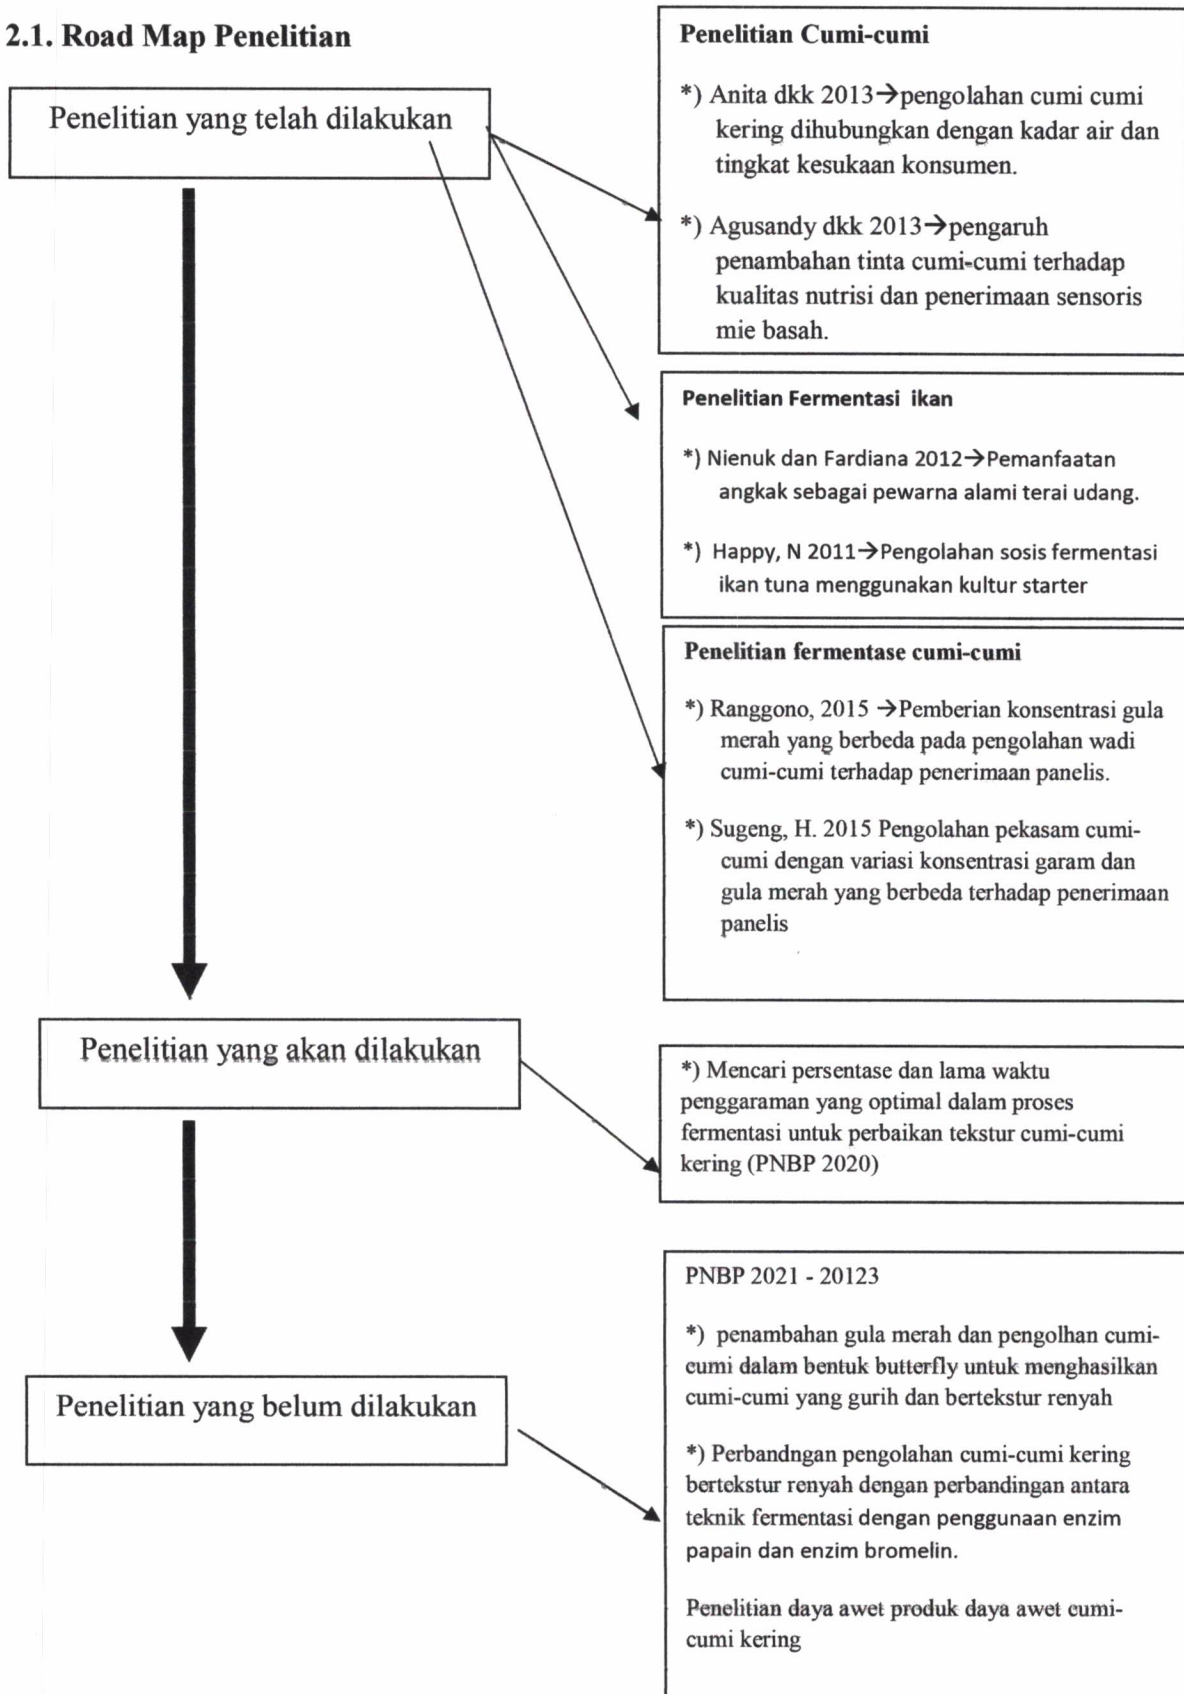 2.1. Road Map Penelitian
Penelitian yang telah dilakukan
Penelitian Cumi-cumi
*) Anita dkk 2013→pengolahan cumi cumi
kering dihubungkan dengan kadar air dan
tingkat kesukaan konsumen.
*) Agusandy dkk 2013→pengaruh
penambahan tinta cumi-cumi terhadap
kualitas nutrisi dan penerimaan sensoris
mie basah.
Penelitian Fermentasi ikan
*) Nienuk dan Fardiana 2012→Pemanfaatan
angkak sebagai pewarna alami terai udang.
*) Happy, N 2011→Pengolahan sosis fermentasi
ikan tuna menggunakan kultur starter
Penelitian fermentase cumi-cumi
*) Ranggono, 2015 →Pemberian konsentrasi gula
merah yang berbeda pada pengolahan wadi
cumi-cumi terhadap penerimaan panelis.
*) Sugeng, H. 2015 Pengolahan pekasam cumi-
cumi dengan variasi konsentrasi garam dan
gula merah yang berbeda terhadap penerimaan
panelis
Penelitian yang akan dilakukan
*) Mencari persentase dan lama waktu
penggaraman yang optimal dalam proses
fermentasi untuk perbaikan tekstur cumi-cumi
kering (PNBP 2020)
Penelitian yang belum dilakukan
PNBP 2021 - 20123
*) penambahan gula merah dan pengolhan cumi-
cumi dalam bentuk butterfly untuk menghasilkan
cumi-cumi yang gurih dan bertekstur renyah
*) Perbandngan pengolahan cumi-cumi kering
bertekstur renyah dengan perbandingan antara
teknik fermentasi dengan penggunaan enzim
papain dan enzim bromelin.
Penelitian daya awet produk daya awet cumi-
cumi kering